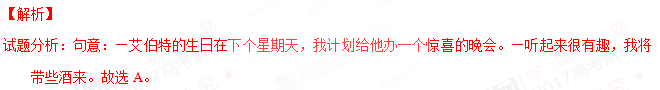 【解析】
试题分析：句意：一艾伯特的生日在下个星期天，我计划给他办一个惊喜的晚会。一听起来很有趣，我将
带些酒来。故选 A。